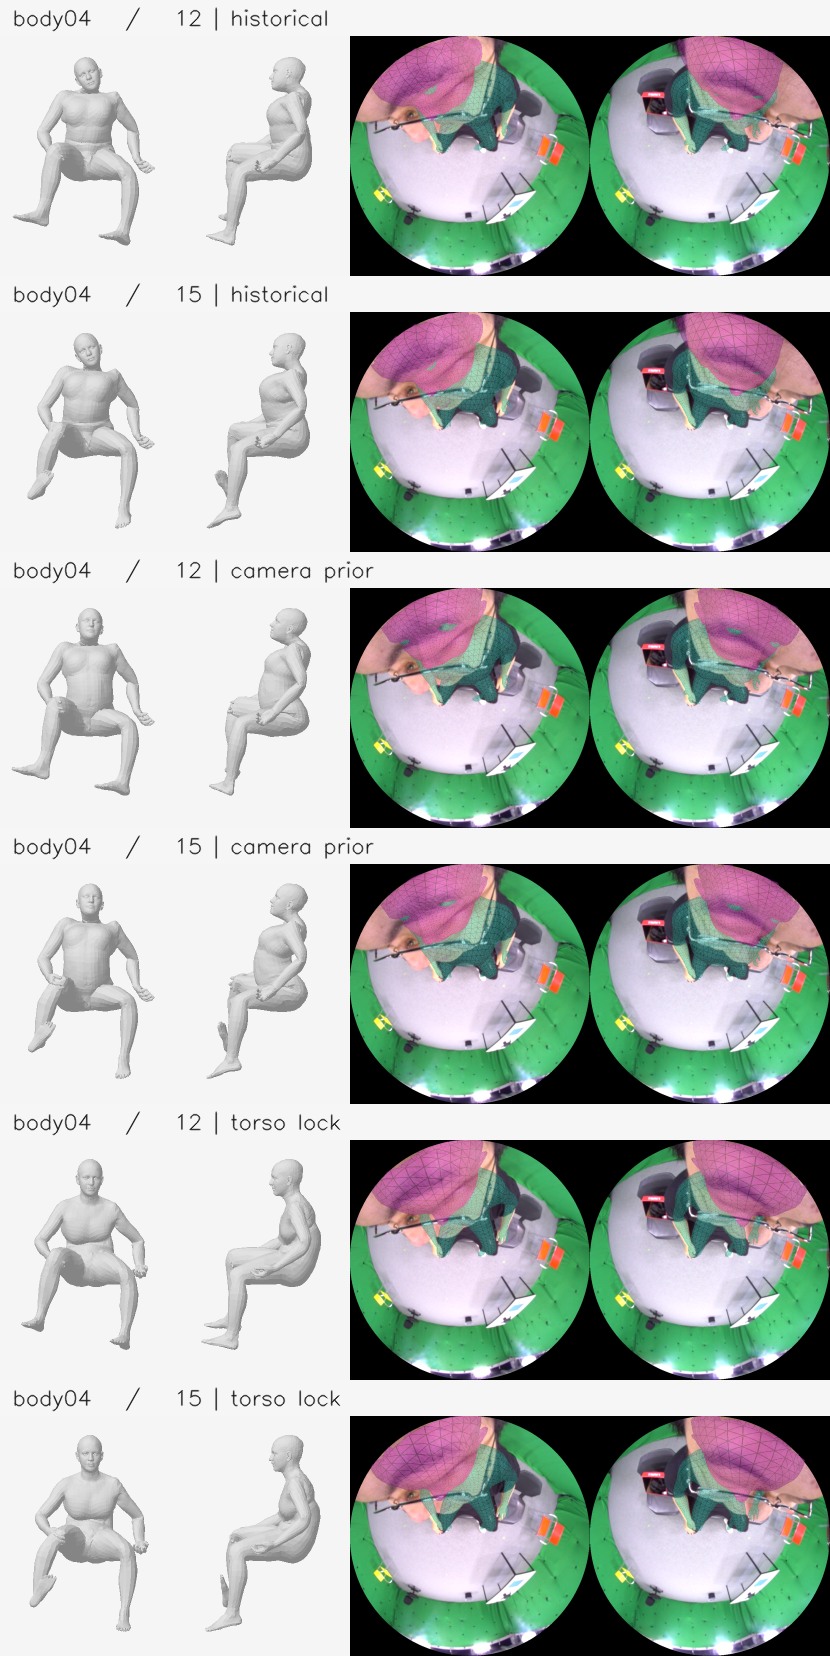 body04 / 12 | historical
body04 / 15 | historical
body04 / 12 | camera prior
body04 / 15 | camera prior
body04 / 12 | torso lock
body04 / 15 | torso lock